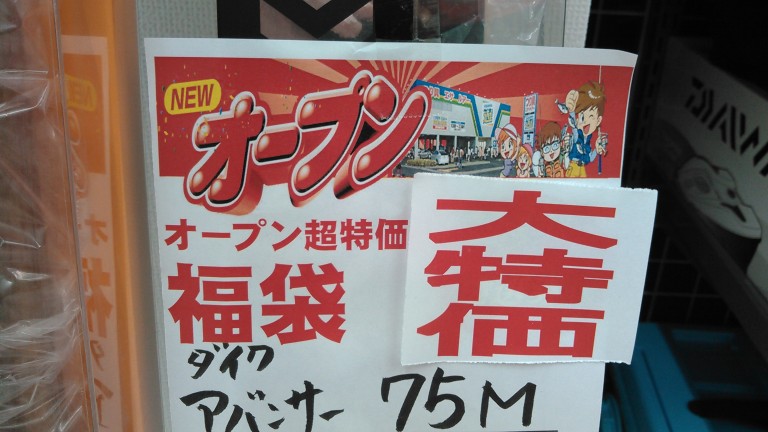 NEW
オープン
オープン超特価
大特価
福袋
ダイワ
アバンサー 75M
DAIW